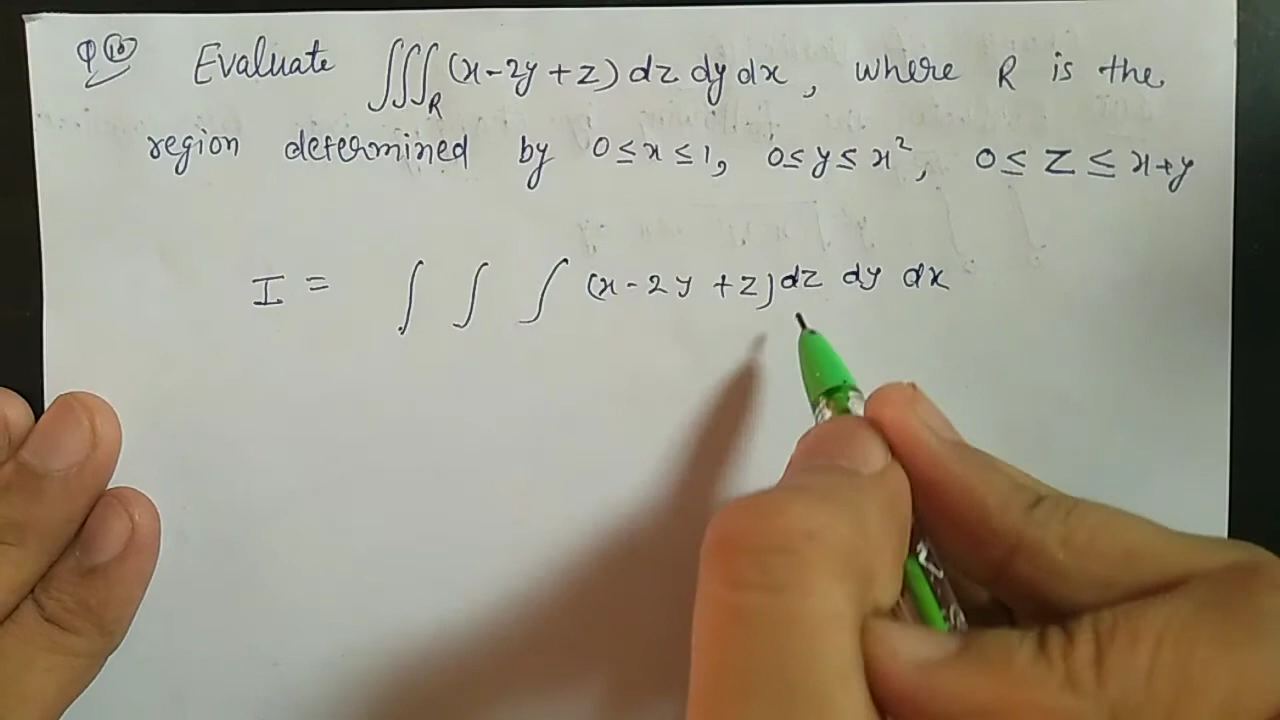 Q 10 Evaluate ∭_R (x-2y+z) dz dy dx, where R is the
region determined by 0≤x≤1, 0≤y≤x², 0≤z≤x+y
I = ∫ ∫ ∫ (x-2y+z)dz dy dx